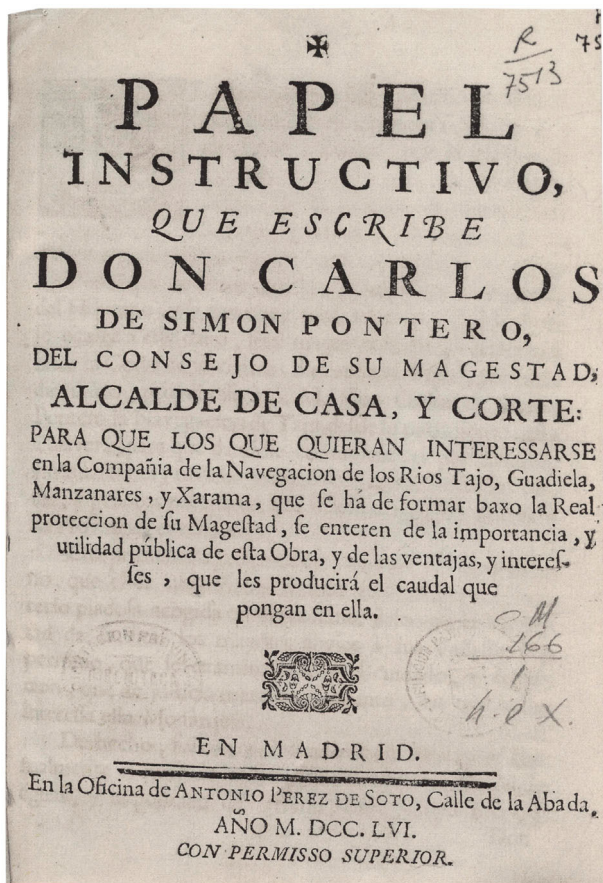 R
7513
75
PAPEL
INSTRUCTIVO,
QUE ESCRIBE
DON CARLOS
DE SIMON PONTERO,
DEL CONSEJO DE SU MAGESTAD,
ALCALDE DE CASA, Y CORTE:
PARA QUE LOS QUE QUIERAN INTERESSARSE
en la Compañia de la Navegacion de los Rios Tajo, Guadiela,
Manzanares, y Xarama, que ſe há de formar baxo la Real
proteccion de ſu Mageſtad, ſe enteren de la importancia, y
utilidad pública de eſta Obra, y de las ventajas, y intereſ-
ſes, que les producirá el caudal que
pongan en ella.
M
166
1
h. e x.
EN MADRID.
En la Oficina de ANTONIO PEREZ DE SOTO, Calle de la Abada,
AÑO M. DCC. LVI.
CON PERMISSO SUPERIOR.